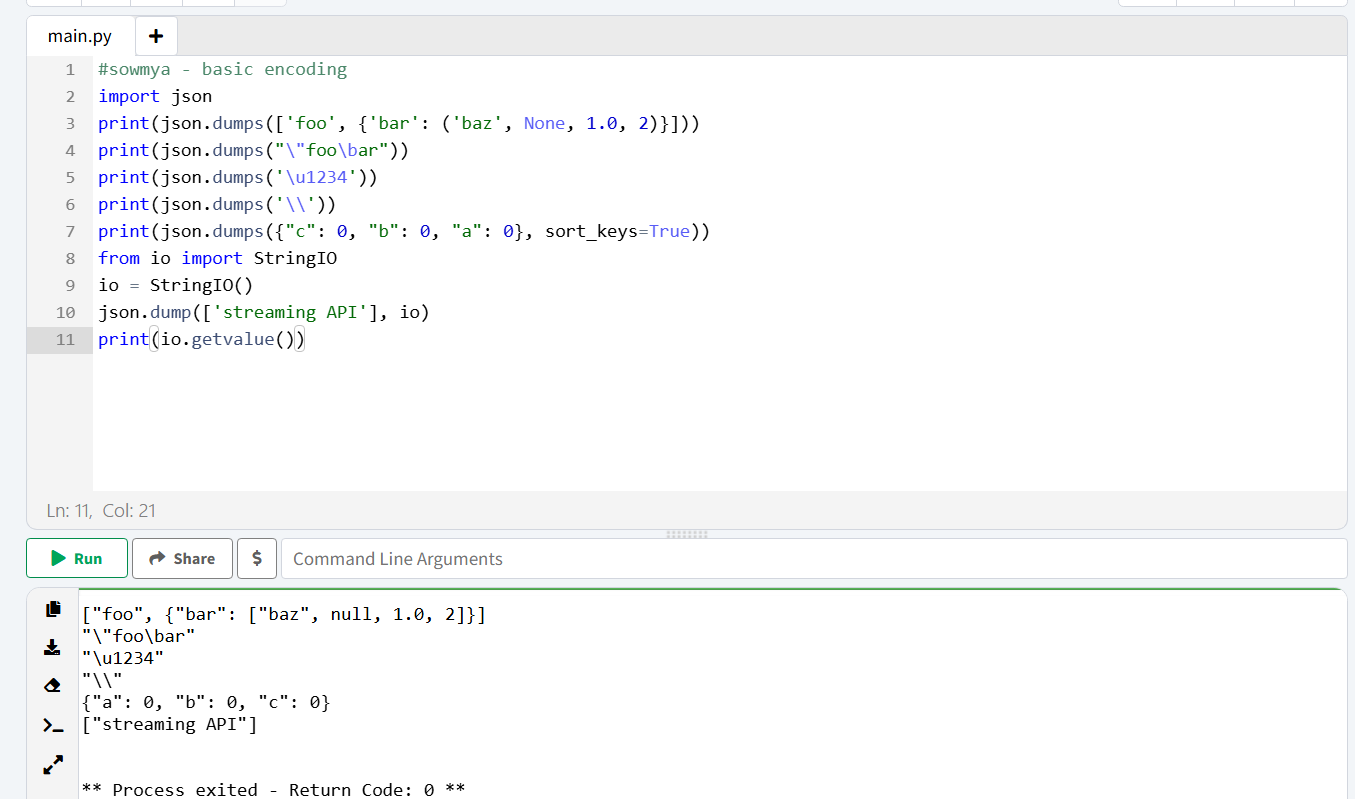 main.py +
1 #sowmya - basic encoding
2 import json
3 print(json.dumps(['foo', {'bar': ('baz', None, 1.0, 2)}]))
4 print(json.dumps("\"foo\bar"))
5 print(json.dumps('\u1234'))
6 print(json.dumps('\\'))
7 print(json.dumps({"c": 0, "b": 0, "a": 0}, sort_keys=True))
8 from io import StringIO
9 io = StringIO()
10 json.dump(['streaming API'], io)
11 print(io.getvalue())
Ln: 11, Col: 21
Run Share $ Command Line Arguments
["foo", {"bar": ["baz", null, 1.0, 2]}]
"\"foo\bar"
"\u1234"
"\\"
{"a": 0, "b": 0, "c": 0}
["streaming API"]
** Process exited - Return Code: 0 **